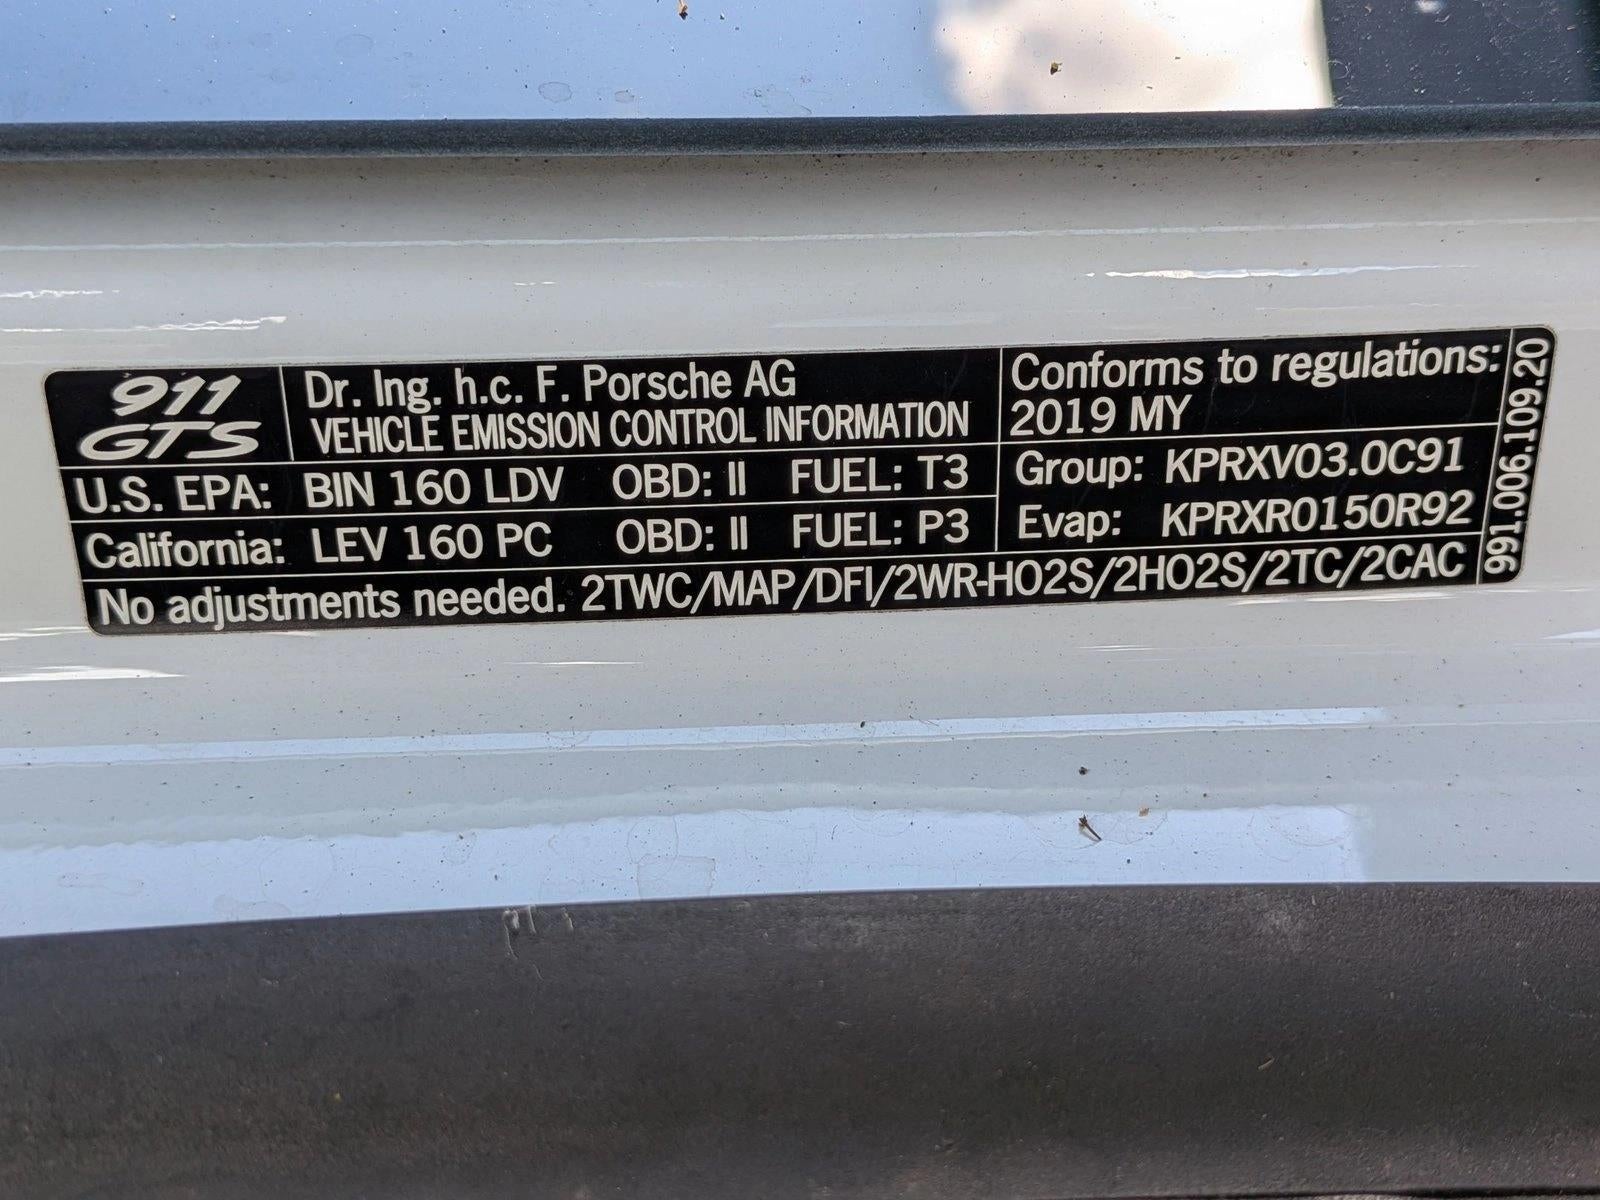 911
GTS
Dr. Ing. h.c. F. Porsche AG
VEHICLE EMISSION CONTROL INFORMATION
Conforms to regulations:
2019 MY
U.S. EPA: BIN 160 LDV OBD: II FUEL: T3
Group: KPRXV03.0C91
California: LEV 160 PC OBD: II FUEL: P3
Evap: KPRXR0150R92
No adjustments needed. 2TWC/MAP/DFI/2WR-HO2S/2HO2S/2TC/2CAC
991.006.109.20